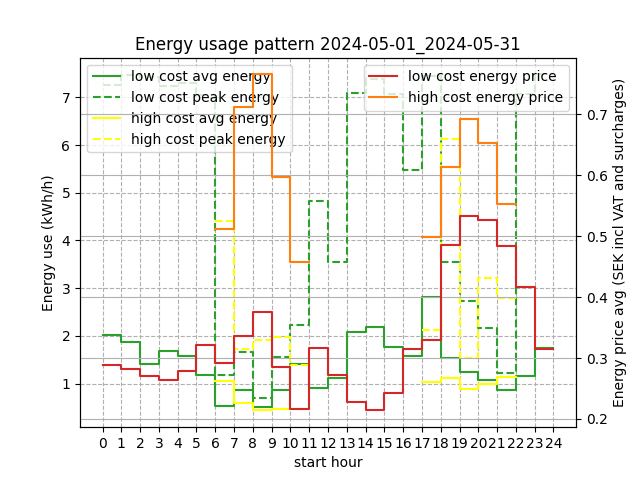 Energy usage pattern 2024-05-01_2024-05-31
low cost avg energy
low cost peak energy
high cost avg energy
high cost peak energy
low cost energy price
high cost energy price
Energy use (kWh/h)
7
6
5
4
3
2
1
Energy price avg (SEK incl VAT and surcharges)
0.7
0.6
0.5
0.4
0.3
0.2
0 1 2 3 4 5 6 7 8 9 10 11 12 13 14 15 16 17 18 19 20 21 22 23 24
start hour